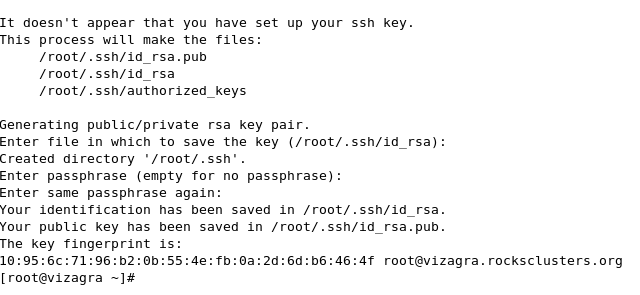 It doesn't appear that you have set up your ssh key.
This process will make the files:
/root/.ssh/id_rsa.pub
/root/.ssh/id_rsa
/root/.ssh/authorized_keys
Generating public/private rsa key pair.
Enter file in which to save the key (/root/.ssh/id_rsa):
Created directory '/root/.ssh'.
Enter passphrase (empty for no passphrase):
Enter same passphrase again:
Your identification has been saved in /root/.ssh/id_rsa.
Your public key has been saved in /root/.ssh/id_rsa.pub.
The key fingerprint is:
10:95:6c:71:96:b2:0b:55:4e:fb:0a:2d:6d:b6:46:4f root@vizagra.rocksclusters.org
[root@vizagra ~]#